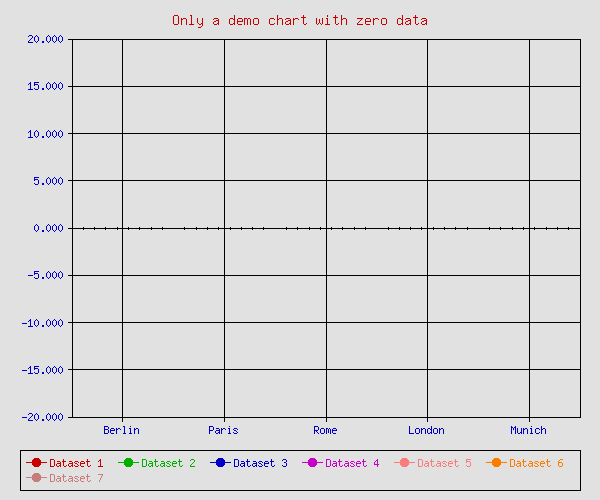 Only a demo chart with zero data
20.000
15.000
10.000
5.000
0.000
-5.000
-10.000
-15.000
-20.000
Berlin Paris Rome London Munich
Dataset 1 Dataset 2 Dataset 3 Dataset 4 Dataset 5 Dataset 6
Dataset 7